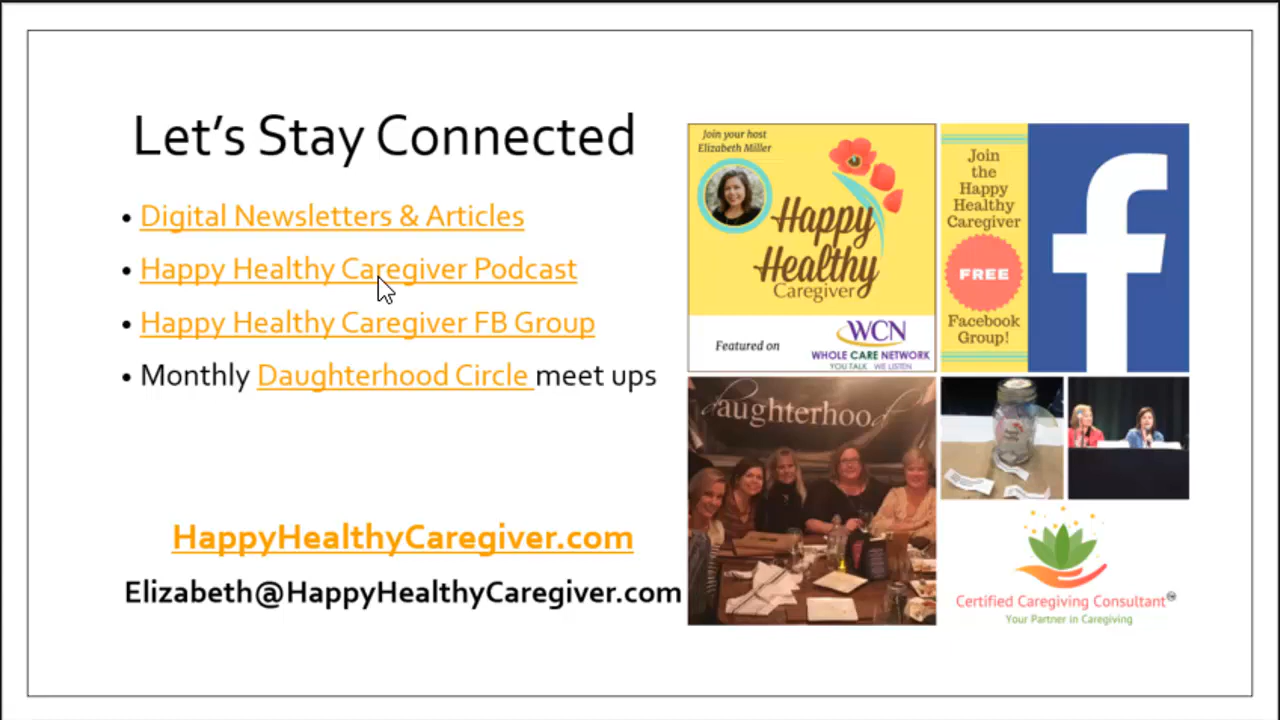 Let's Stay Connected
• Digital Newsletters & Articles
• Happy Healthy Caregiver Podcast
• Happy Healthy Caregiver FB Group
• Monthly Daughterhood Circle meet ups
HappyHealthyCaregiver.com
Elizabeth@HappyHealthyCaregiver.com
Join your host
Elizabeth Miller
Happy
Healthy
Caregiver
Featured on
WCN
WHOLE CARE NETWORK
YOU TALK WE LISTEN
Join
the
Happy
Healthy
Caregiver
FREE
Facebook
Group!
f
daughterhood
Certified Caregiving Consultant
Your Partner in Caregiving